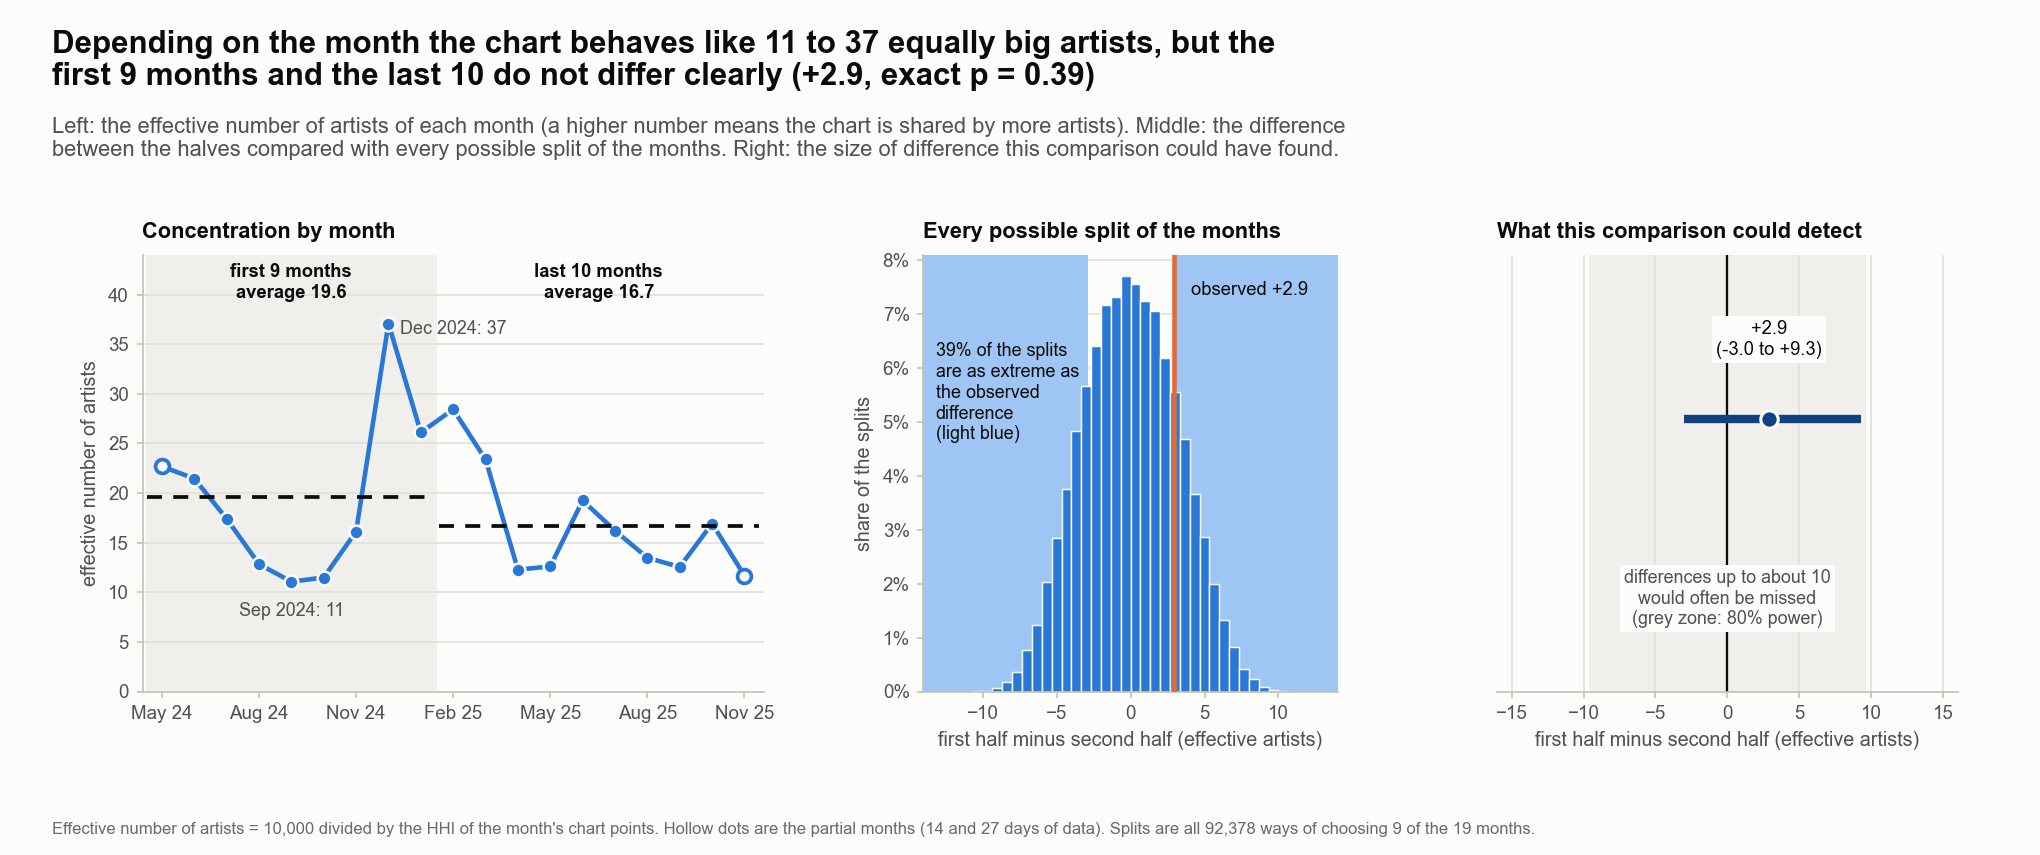 Depending on the month the chart behaves like 11 to 37 equally big artists, but the
first 9 months and the last 10 do not differ clearly (+2.9, exact p = 0.39)
Left: the effective number of artists of each month (a higher number means the chart is shared by more artists). Middle: the difference
between the halves compared with every possible split of the months. Right: the size of difference this comparison could have found.
Concentration by month
first 9 months
average 19.6
last 10 months
average 16.7
Dec 2024: 37
Sep 2024: 11
effective number of artists
40
35
30
25
20
15
10
5
0
May 24
Aug 24
Nov 24
Feb 25
May 25
Aug 25
Nov 25
Every possible split of the months
observed +2.9
39% of the splits
are as extreme as
the observed
difference
(light blue)
share of the splits
8%
7%
6%
5%
4%
3%
2%
1%
0%
−10
−5
0
5
10
first half minus second half (effective artists)
What this comparison could detect
+2.9
(-3.0 to +9.3)
differences up to about 10
would often be missed
(grey zone: 80% power)
−15
−10
−5
0
5
10
15
first half minus second half (effective artists)
Effective number of artists = 10,000 divided by the HHI of the month's chart points. Hollow dots are the partial months (14 and 27 days of data). Splits are all 92,378 ways of choosing 9 of the 19 months.